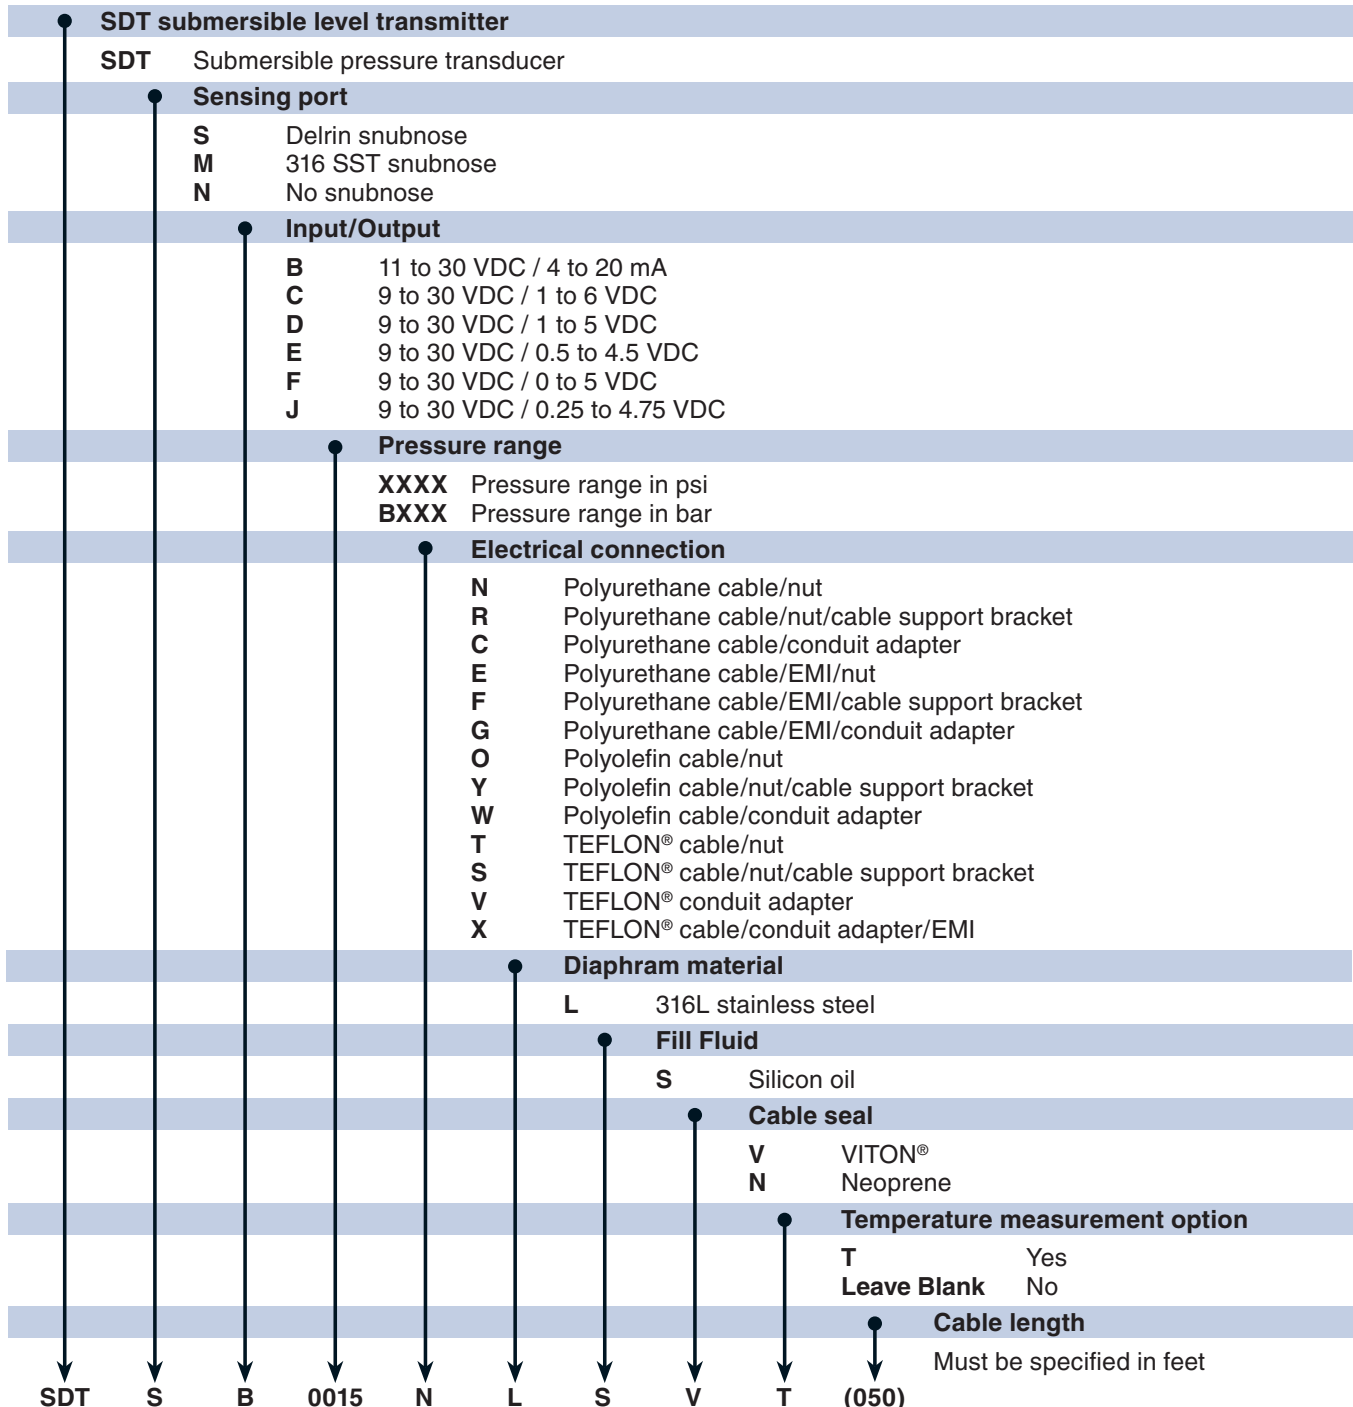 SDT submersible level transmitter
SDT Submersible pressure transducer
Sensing port
S Delrin snubnose
M 316 SST snubnose
N No snubnose
Input/Output
B 11 to 30 VDC / 4 to 20 mA
C 9 to 30 VDC / 1 to 6 VDC
D 9 to 30 VDC / 1 to 5 VDC
E 9 to 30 VDC / 0.5 to 4.5 VDC
F 9 to 30 VDC / 0 to 5 VDC
J 9 to 30 VDC / 0.25 to 4.75 VDC
Pressure range
XXXX Pressure range in psi
BXXX Pressure range in bar
Electrical connection
N Polyurethane cable/nut
R Polyurethane cable/nut/cable support bracket
C Polyurethane cable/conduit adapter
E Polyurethane cable/EMI/nut
F Polyurethane cable/EMI/cable support bracket
G Polyurethane cable/EMI/conduit adapter
O Polyolefin cable/nut
Y Polyolefin cable/nut/cable support bracket
W Polyolefin cable/conduit adapter
T TEFLON® cable/nut
S TEFLON® cable/nut/cable support bracket
V TEFLON® conduit adapter
X TEFLON® cable/conduit adapter/EMI
Diaphram material
L 316L stainless steel
Fill Fluid
S Silicon oil
Cable seal
V VITON®
N Neoprene
Temperature measurement option
T Yes
Leave Blank No
Cable length
Must be specified in feet
SDT S B 0015 N L S V T (050)